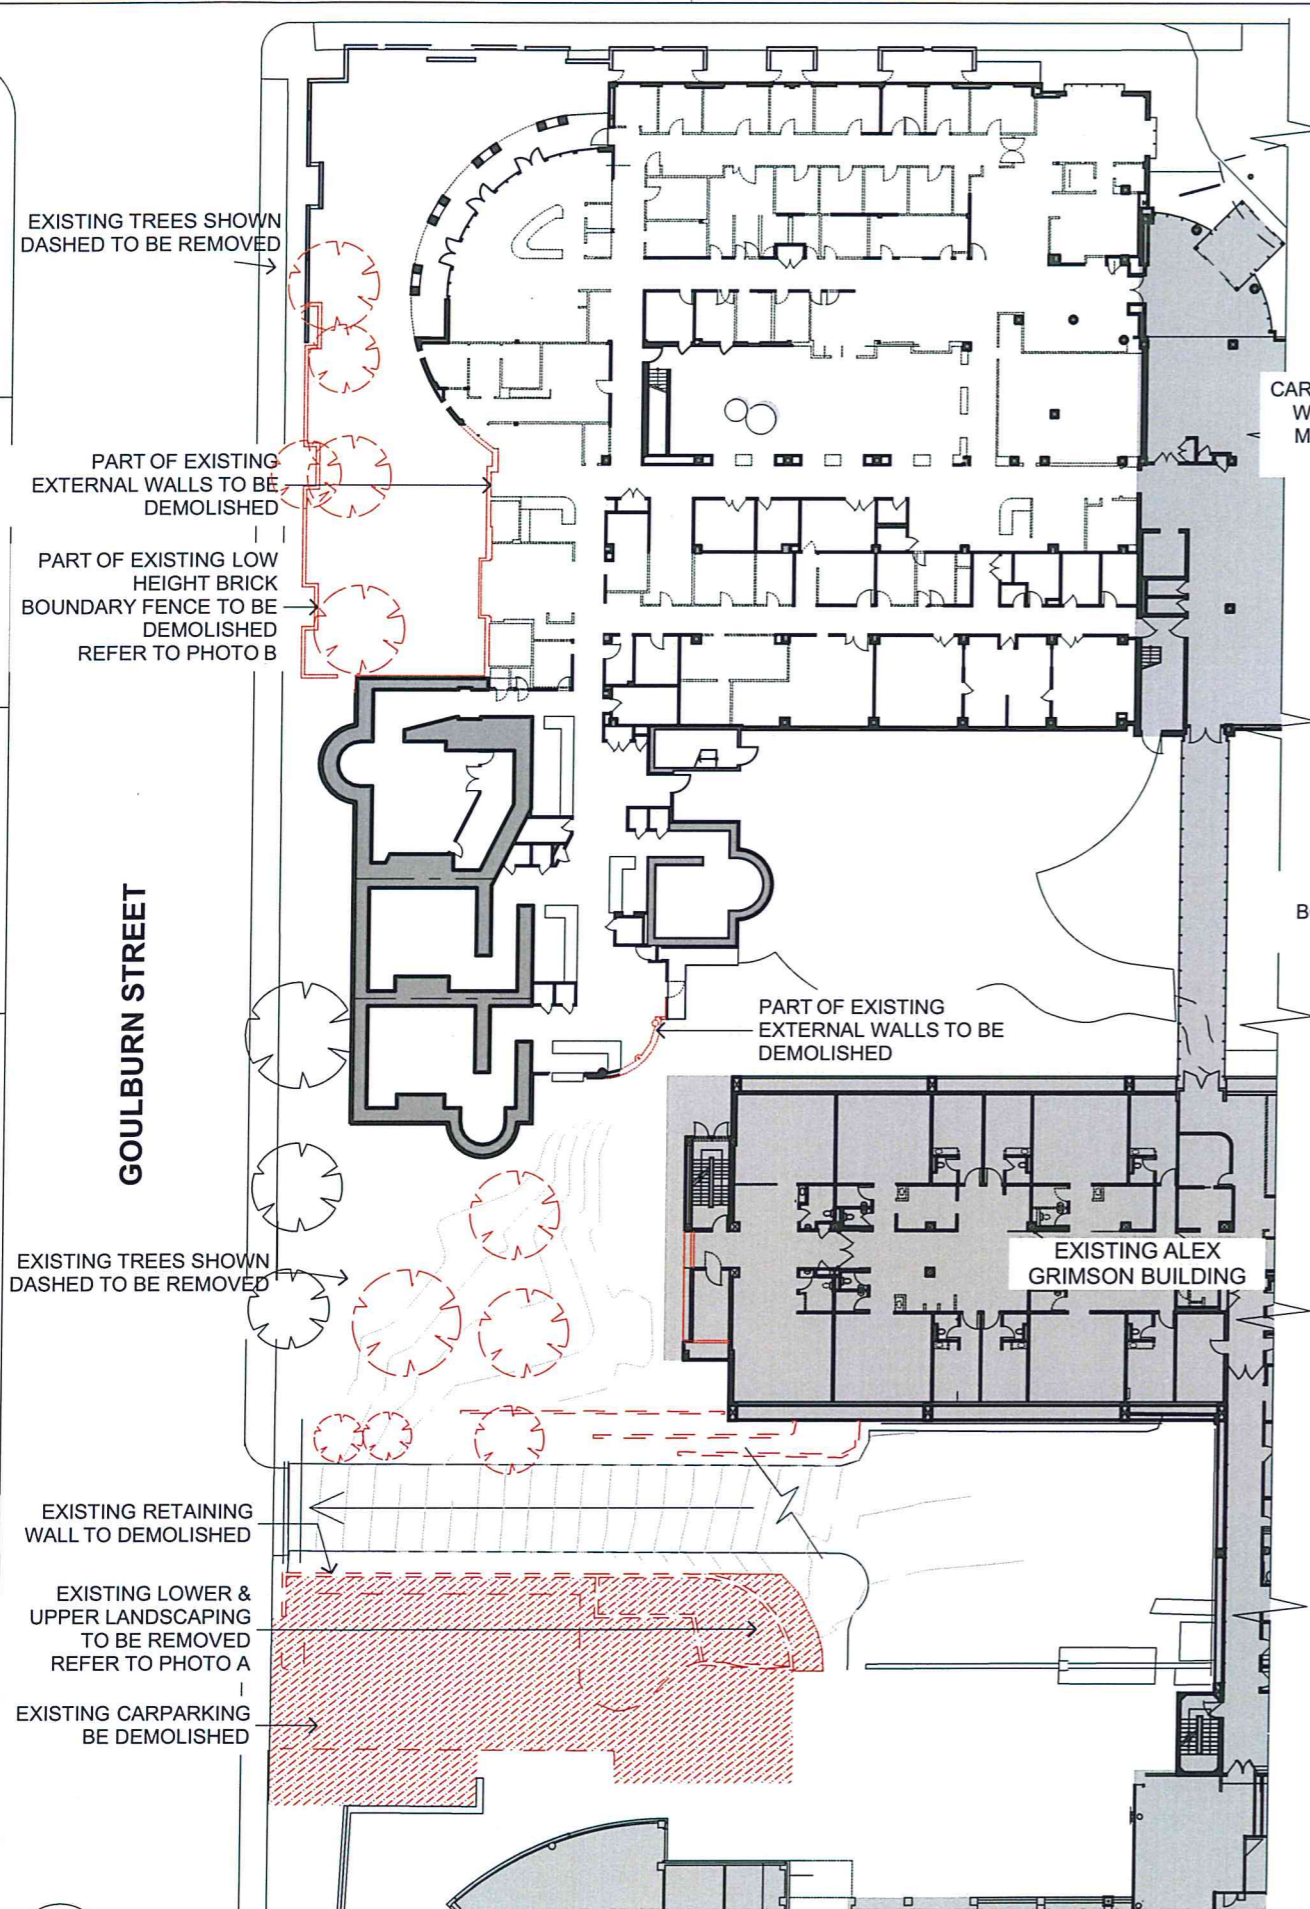 EXISTING TREES SHOWN
DASHED TO BE REMOVED
CAR
W
M
PART OF EXISTING
EXTERNAL WALLS TO BE
DEMOLISHED
PART OF EXISTING LOW
HEIGHT BRICK
BOUNDARY FENCE TO BE
DEMOLISHED
REFER TO PHOTO B
GOULBURN STREET
B
PART OF EXISTING
EXTERNAL WALLS TO BE
DEMOLISHED
EXISTING TREES SHOWN
DASHED TO BE REMOVED
EXISTING ALEX
GRIMSON BUILDING
EXISTING RETAINING
WALL TO DEMOLISHED
EXISTING LOWER &
UPPER LANDSCAPING
TO BE REMOVED
REFER TO PHOTO A
EXISTING CARPARKING
BE DEMOLISHED